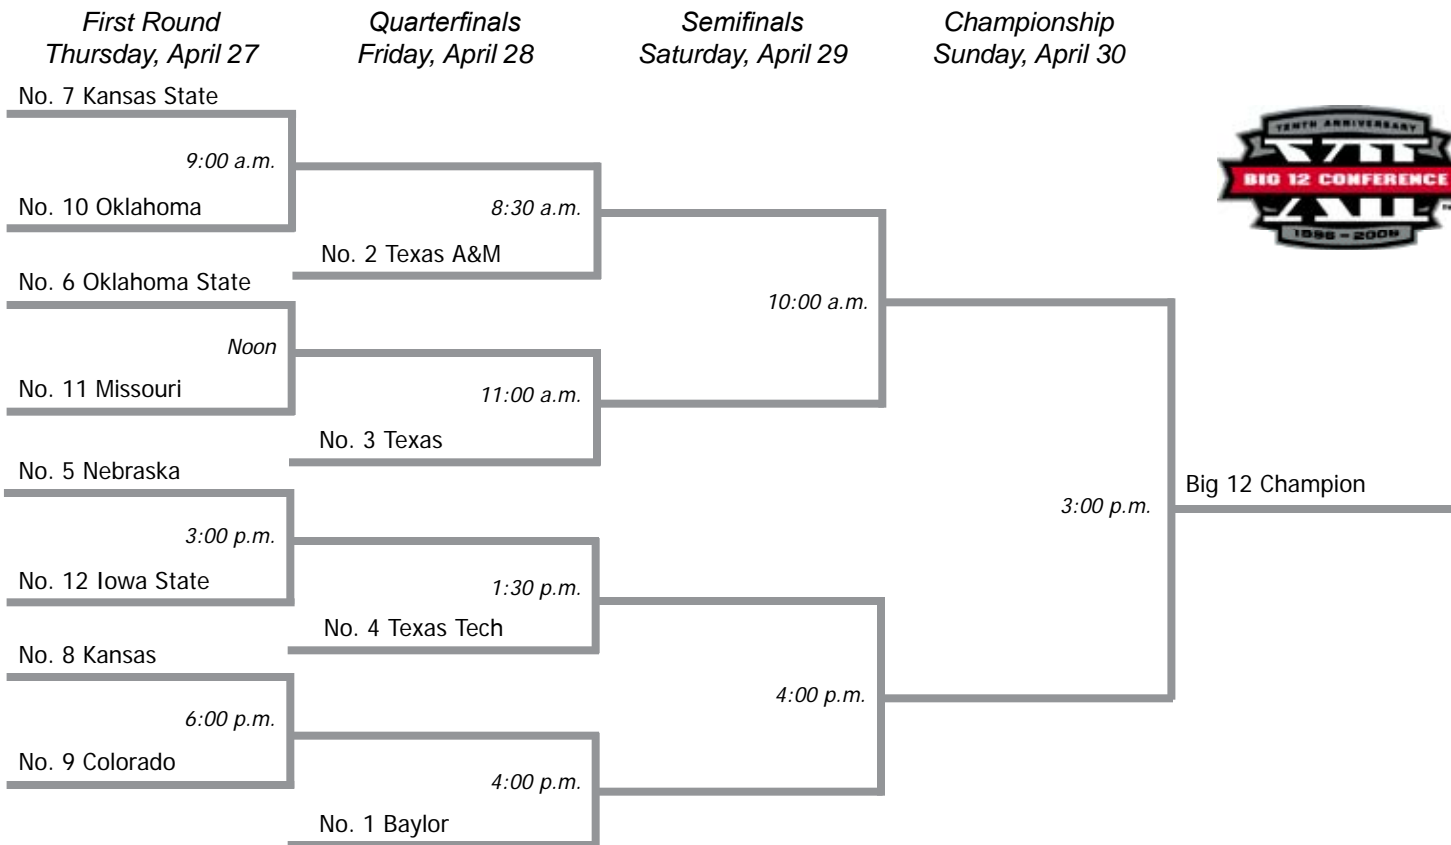 First Round
Thursday, April 27
Quarterfinals
Friday, April 28
Semifinals
Saturday, April 29
Championship
Sunday, April 30
No. 7 Kansas State
9:00 a.m.
No. 10 Oklahoma
8:30 a.m.
No. 2 Texas A&M
No. 6 Oklahoma State
10:00 a.m.
Noon
No. 11 Missouri
11:00 a.m.
No. 3 Texas
No. 5 Nebraska
3:00 p.m.
Big 12 Champion
3:00 p.m.
No. 12 Iowa State
1:30 p.m.
No. 4 Texas Tech
No. 8 Kansas
4:00 p.m.
6:00 p.m.
No. 9 Colorado
4:00 p.m.
No. 1 Baylor
TENTH ANNIVERSARY
XII
BIG 12 CONFERENCE